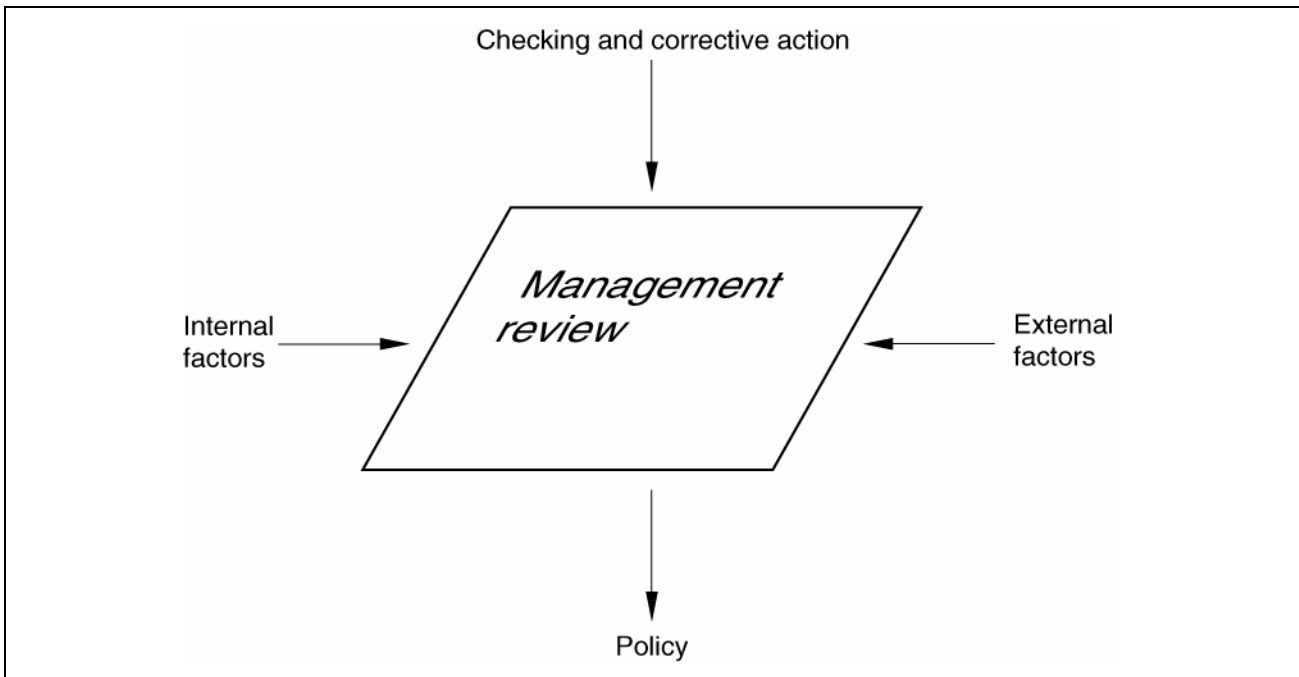 Checking and corrective action
Management
review
Internal
factors
External
factors
Policy